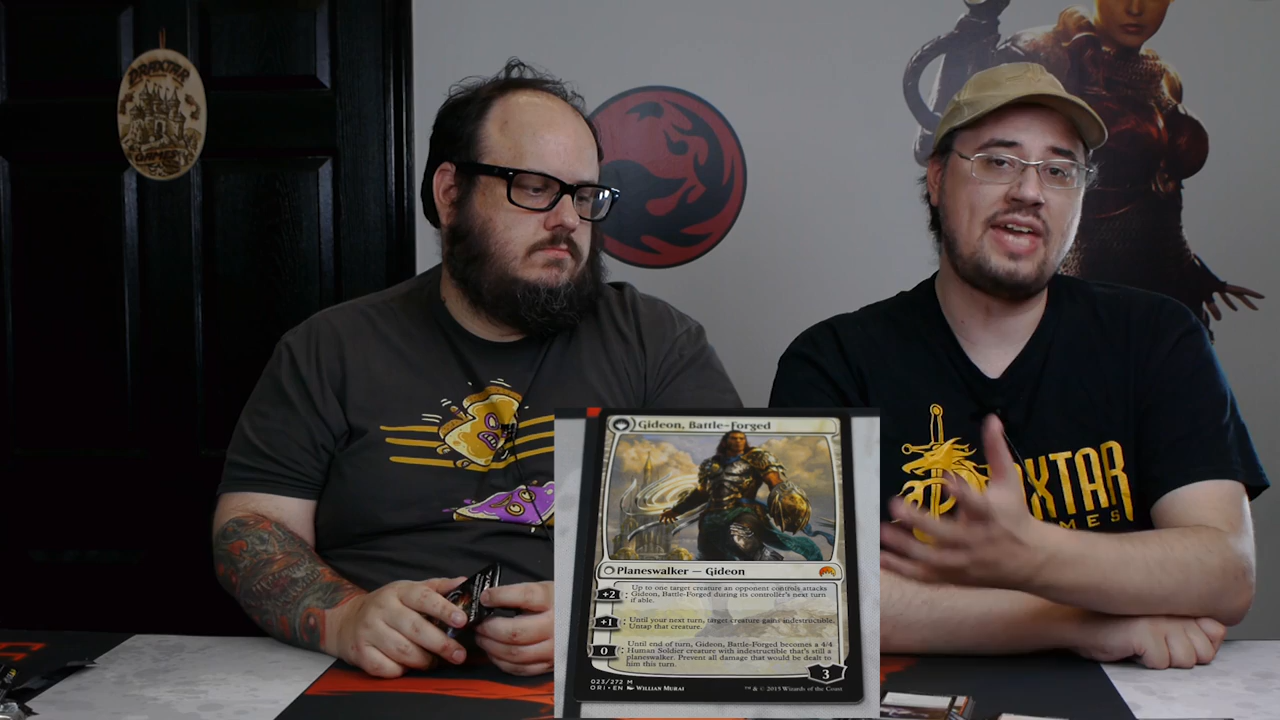 DRAXTAR
GAMES
AXTAR
MES
Gideon, Battle-Forged
Planeswalker — Gideon
+2 : Up to one target creature an opponent controls attacks
Gideon, Battle-Forged during its controller's next turn
if able.
+1 : Until your next turn, target creature gains indestructible.
Untap that creature.
0 : Until end of turn, Gideon, Battle-Forged becomes a 4/4
Human Soldier creature with indestructible that's still a
planeswalker. Prevent all damage that would be dealt to
him this turn.
3
023/272 M
ORI • EN WILLIAN MURAI
™ & © 2015 Wizards of the Coast